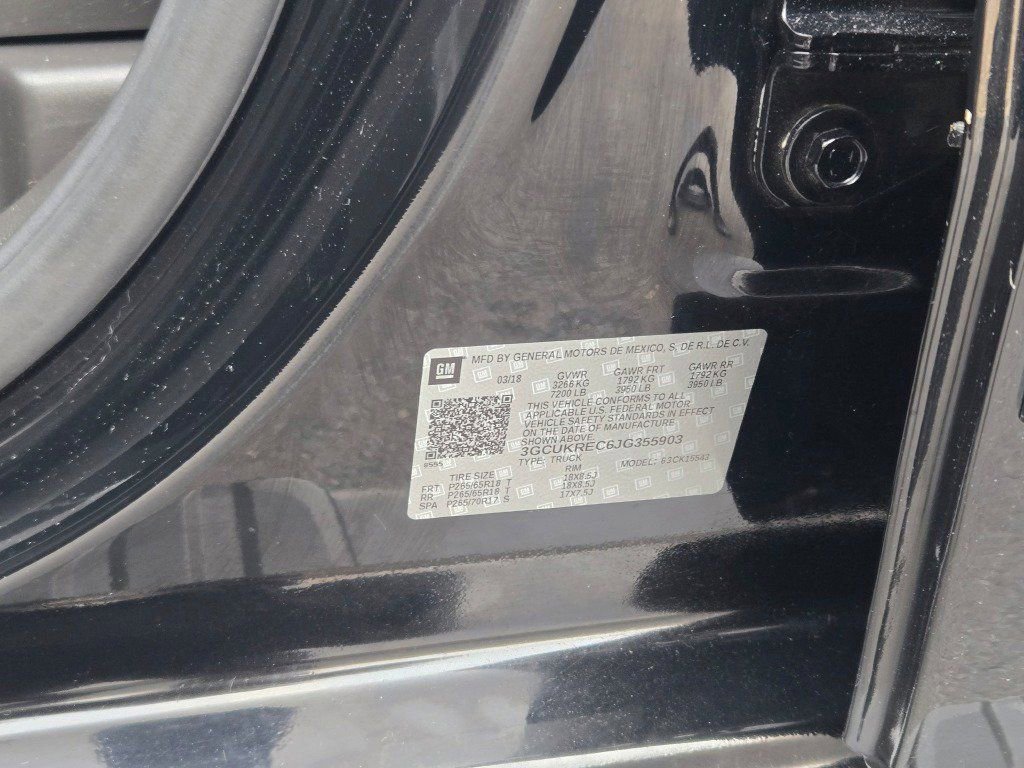 GM MFD BY GENERAL MOTORS DE MEXICO, S. DE R.L. DE C.V.
03/18 GVWR GAWR FRT GAWR RR
3266 KG 1792 KG 1792 KG
7200 LB 3950 LB 3950 LB
THIS VEHICLE CONFORMS TO ALL
APPLICABLE U.S. FEDERAL MOTOR
VEHICLE SAFETY STANDARDS IN EFFECT
ON THE DATE OF MANUFACTURE
SHOWN ABOVE.
3GCUKREC6JG355903
TYPE: TRUCK MODEL: 63CK15543
TIRE SIZE RIM
FRT P265/65R18 T 18X8.5J
RR P265/65R18 T 18X8.5J
SPA P265/70R17 S 17X7.5J